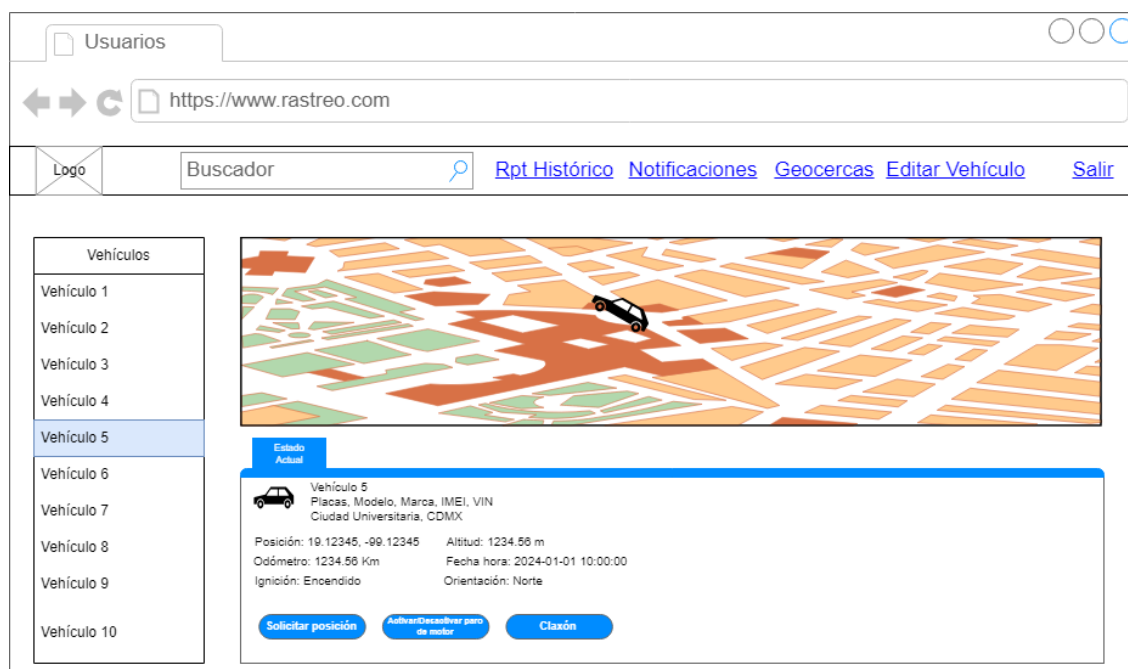 Usuarios
https://www.rastreo.com
Logo
Buscador
Rpt Histórico Notificaciones Geocercas Editar Vehículo Salir
Vehículos
Vehículo 1
Vehículo 2
Vehículo 3
Vehículo 4
Vehículo 5
Vehículo 6
Vehículo 7
Vehículo 8
Vehículo 9
Vehículo 10
Estado
Actual
Vehículo 5
Placas, Modelo, Marca, IMEI, VIN
Ciudad Universitaria, CDMX
Posición: 19.12345, -99.12345 Altitud: 1234.56 m
Odómetro: 1234.56 Km Fecha hora: 2024-01-01 10:00:00
Ignición: Encendido Orientación: Norte
Solicitar posición
Activar/Desactivar paro
de motor
Claxón